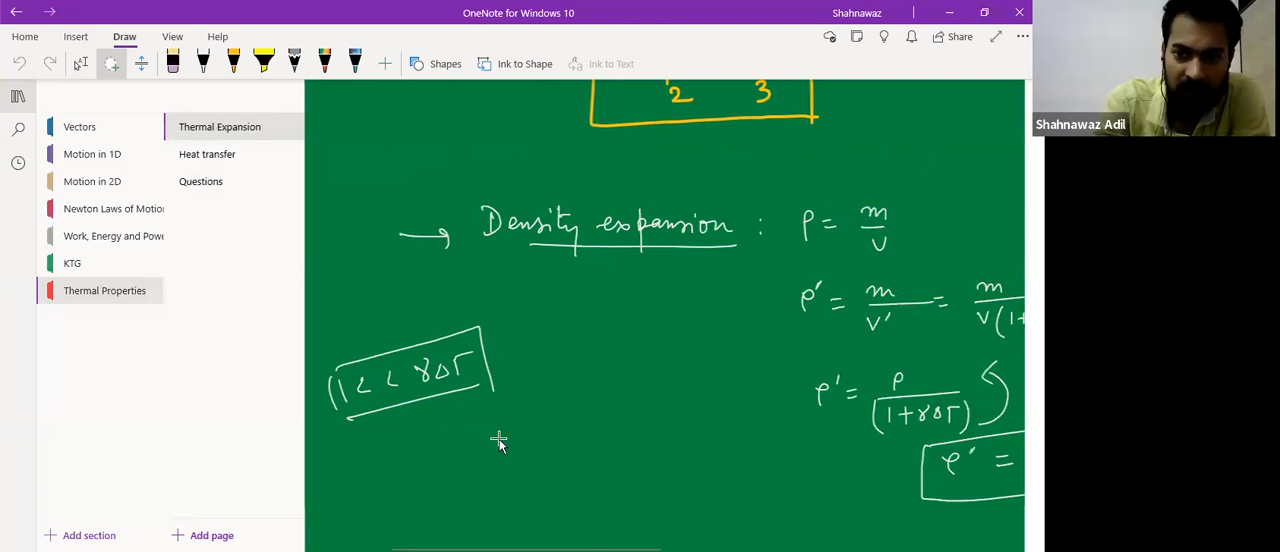 OneNote for Windows 10
Shahnawaz
Home Insert Draw View Help
Share
Shapes
Ink to Shape
Ink to Text
Vectors
Motion in 1D
Motion in 2D
Newton Laws of Motion
Work, Energy and Powe
KTG
Thermal Properties
Add section
Thermal Expansion
Heat transfer
Questions
Add page
2 3
→ Density expansion : ρ = m/v
ρ' = m/v' = m/v(1+
1 < < γΔT
ρ' = ρ/(1+γΔT)
ρ' =
Shahnawaz Adil